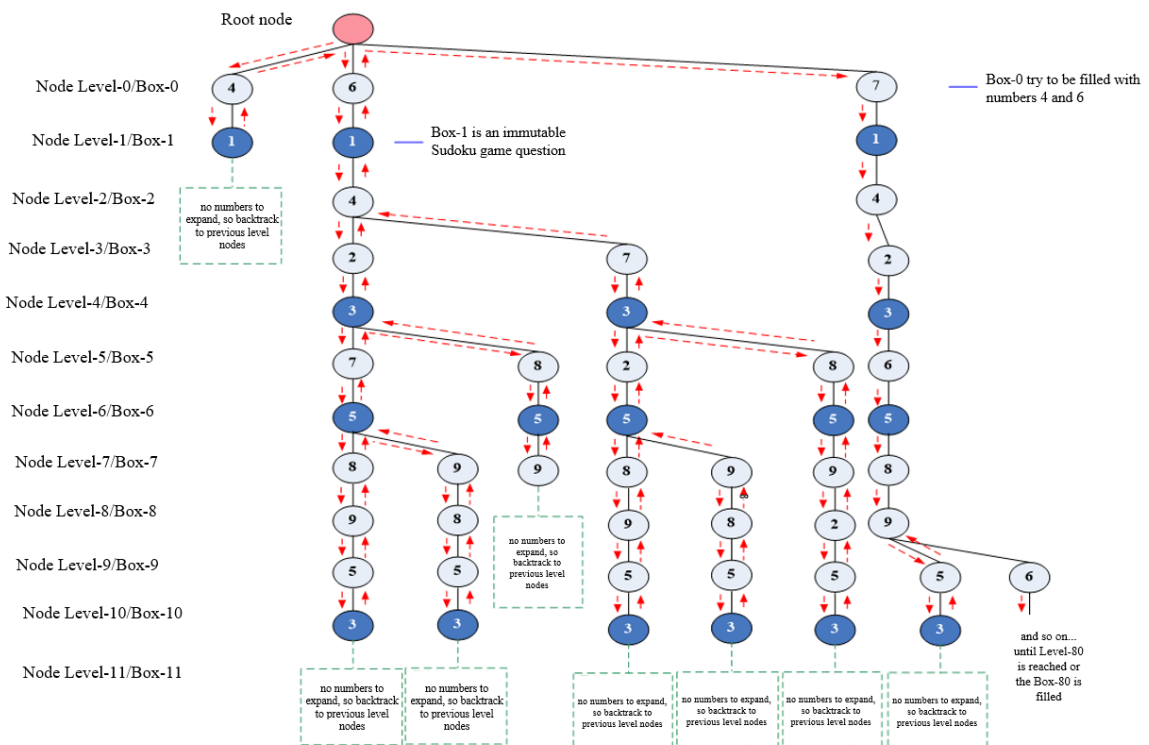 Root node
Node Level-0/Box-0
4
6
7
Box-0 try to be filled with
numbers 4 and 6
Node Level-1/Box-1
1
1
Box-1 is an immutable
Sudoku game question
1
Node Level-2/Box-2
no numbers to
expand, so backtrack
to previous level
nodes
4
4
Node Level-3/Box-3
2
7
2
Node Level-4/Box-4
3
3
3
Node Level-5/Box-5
7
8
2
8
6
Node Level-6/Box-6
5
5
5
5
5
Node Level-7/Box-7
8
9
9
8
9
9
8
Node Level-8/Box-8
9
8
no numbers to
expand, so
backtrack to
previous level
nodes
9
8
8
2
9
Node Level-9/Box-9
5
5
5
5
5
5
6
Node Level-10/Box-10
3
3
3
3
3
3
and so on...
until Level-80
is reached or
the Box-80 is
filled
Node Level-11/Box-11
no numbers to
expand, so backtrack
to previous level
nodes
no numbers to
expand, so backtrack
to previous level
nodes
no numbers to expand,
so backtrack to
previous level nodes
no numbers to expand,
so backtrack to
previous level nodes
no numbers to expand,
so backtrack to
previous level nodes
no numbers to expand,
so backtrack to
previous level nodes